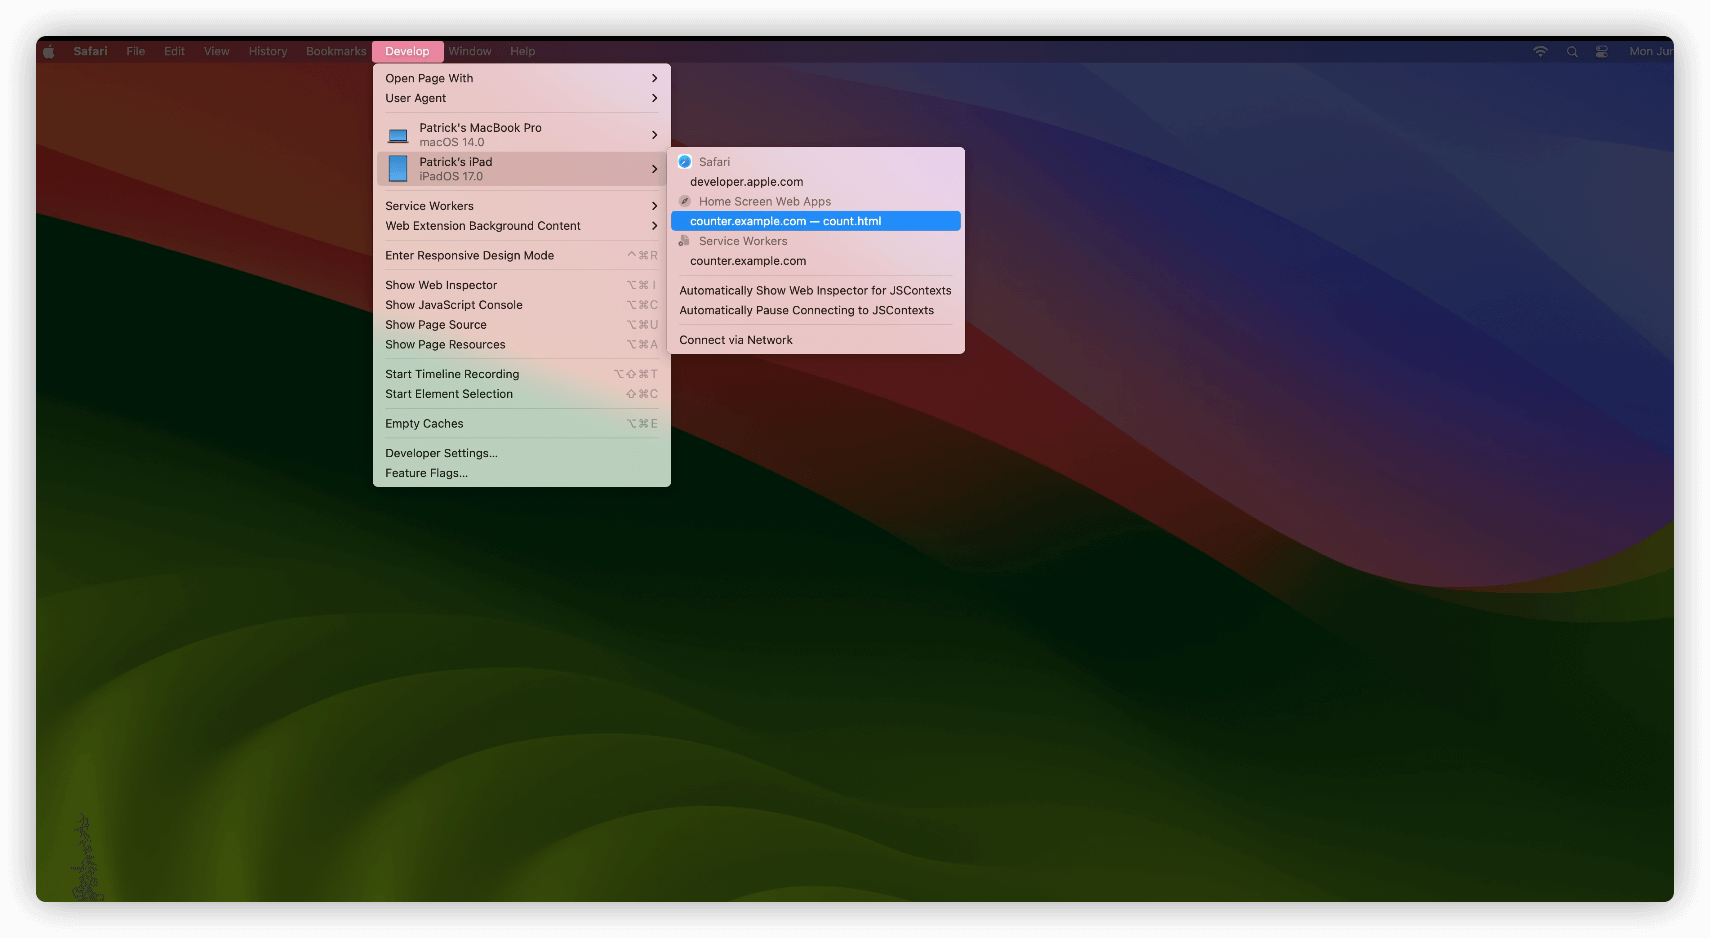 Safari File Edit View History Bookmarks Develop Window Help Mon Jun
Open Page With
User Agent
Patrick's MacBook Pro
macOS 14.0
Patrick's iPad
iPadOS 17.0
Service Workers
Web Extension Background Content
Enter Responsive Design Mode ⌃⌘R
Show Web Inspector ⌥⌘I
Show JavaScript Console ⌥⌘C
Show Page Source ⌥⌘U
Show Page Resources ⌥⌘A
Start Timeline Recording ⌥⇧⌘T
Start Element Selection ⇧⌘C
Empty Caches ⌥⌘E
Developer Settings...
Feature Flags...
Safari
developer.apple.com
Home Screen Web Apps
counter.example.com — count.html
Service Workers
counter.example.com
Automatically Show Web Inspector for JSContexts
Automatically Pause Connecting to JSContexts
Connect via Network